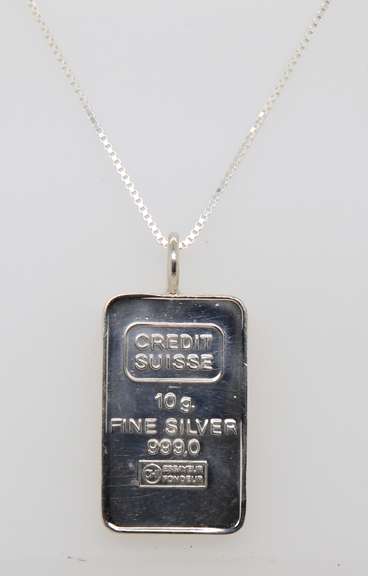 CREDIT
SUISSE
10 g.
FINE SILVER
999,0
ESSAYEUR
FONDEUR